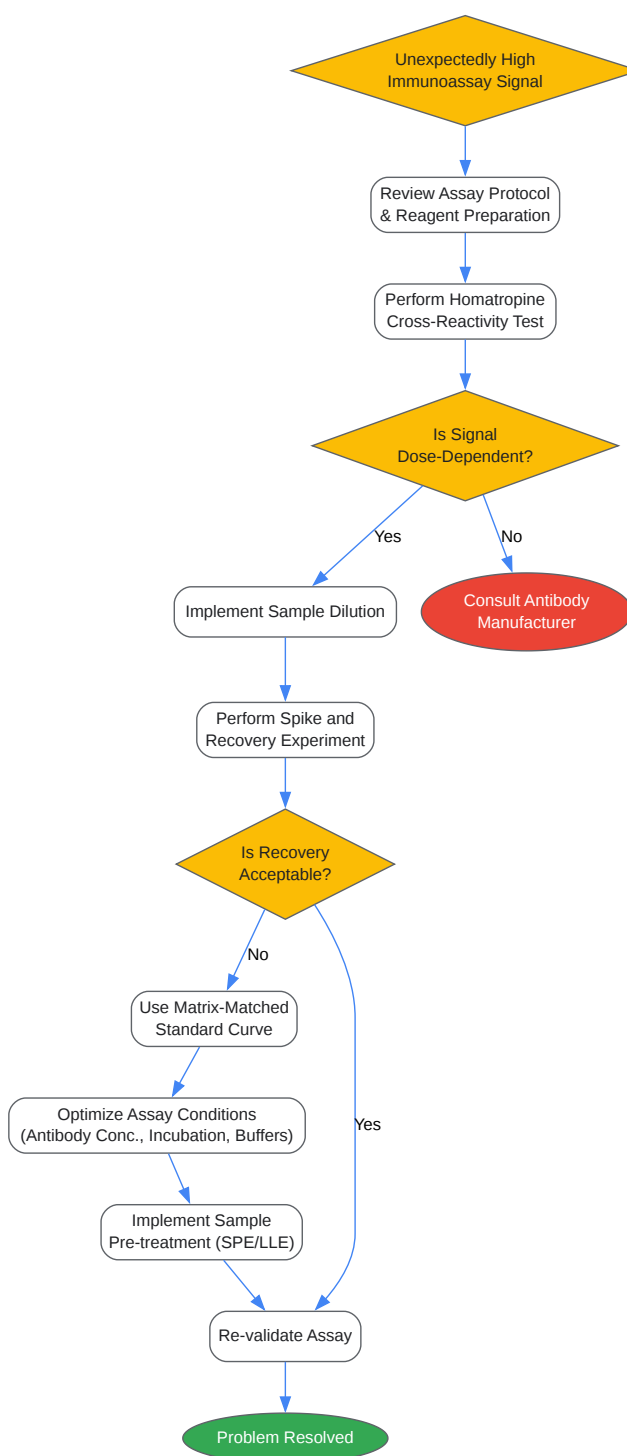 Unexpectedly High
Immunoassay Signal
Review Assay Protocol
& Reagent Preparation
Perform Homatropine
Cross-Reactivity Test
Is Signal
Dose-Dependent?
Yes
No
Implement Sample Dilution
Consult Antibody
Manufacturer
Perform Spike and
Recovery Experiment
Is Recovery
Acceptable?
No
Use Matrix-Matched
Standard Curve
Optimize Assay Conditions
(Antibody Conc., Incubation, Buffers)
Yes
Implement Sample
Pre-treatment (SPE/LLE)
Re-validate Assay
Problem Resolved